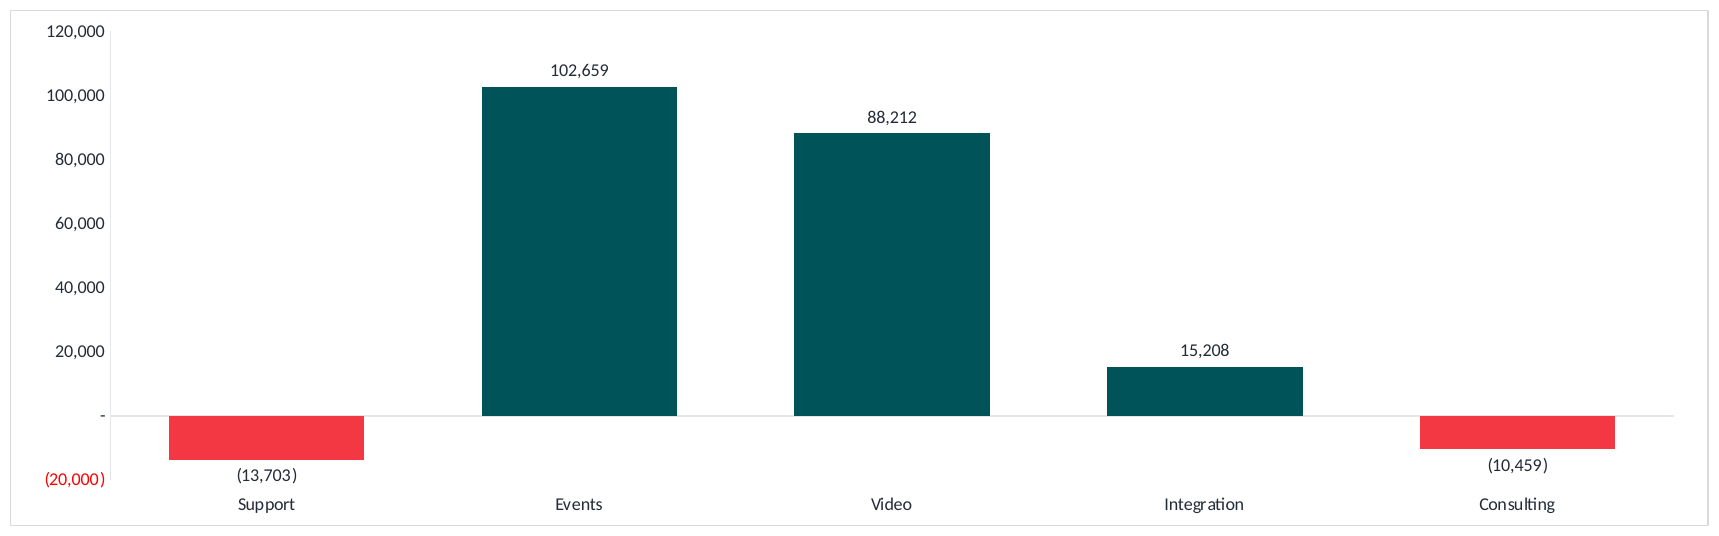 120,000
100,000
80,000
60,000
40,000
20,000
-
(20,000)
102,659
88,212
15,208
(13,703)
(10,459)
Support
Events
Video
Integration
Consulting